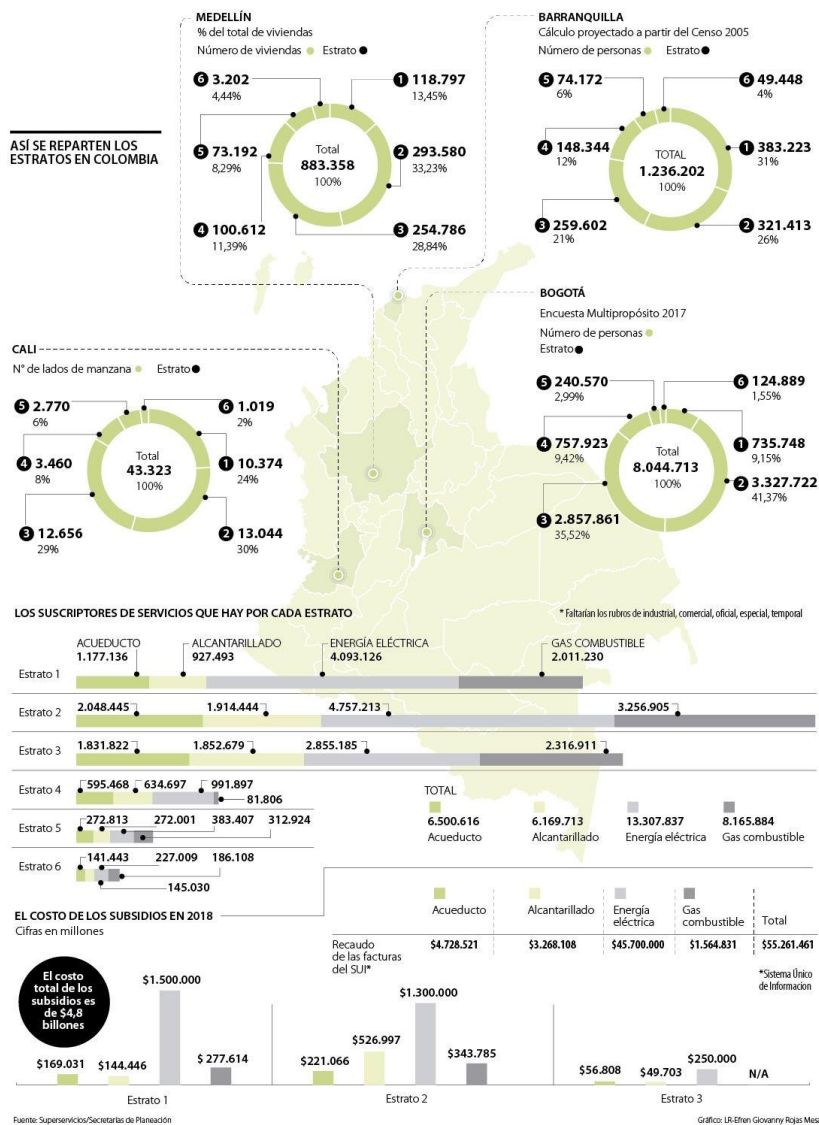 ASÍ SE REPARTEN LOS
ESTRATOS EN COLOMBIA
MEDELLÍN
% del total de viviendas
Número de viviendas Estrato
6 3.202
4,44%
1 118.797
13,45%
5 73.192
8,29%
2 293.580
33,23%
4 100.612
11,39%
3 254.786
28,84%
Total
883.358
100%
BARRANQUILLA
Cálculo proyectado a partir del Censo 2005
Número de personas Estrato
5 74.172
6%
6 49.448
4%
4 148.344
12%
1 383.223
31%
3 259.602
21%
2 321.413
26%
TOTAL
1.236.202
100%
CALI
N° de lados de manzana Estrato
5 2.770
6%
6 1.019
2%
4 3.460
8%
1 10.374
24%
3 12.656
29%
2 13.044
30%
Total
43.323
100%
BOGOTÁ
Encuesta Multipropósito 2017
Número de personas
Estrato
5 240.570
2,99%
6 124.889
1,55%
4 757.923
9,42%
1 735.748
9,15%
2 3.327.722
41,37%
3 2.857.861
35,52%
Total
8.044.713
100%
LOS SUSCRIPTORES DE SERVICIOS QUE HAY POR CADA ESTRATO
* Faltarían los rubros de industrial, comercial, oficial, especial, temporal
ACUEDUCTO ALCANTARILLADO ENERGÍA ELÉCTRICA GAS COMBUSTIBLE
1.177.136 927.493 4.093.126 2.011.230
Estrato 1
2.048.445 1.914.444 4.757.213 3.256.905
Estrato 2
1.831.822 1.852.679 2.855.185 2.316.911
Estrato 3
595.468 634.697 991.897
Estrato 4
81.806
272.813 272.001 383.407 312.924
Estrato 5
141.443 227.009 186.108
Estrato 6
145.030
TOTAL
6.500.616 6.169.713 13.307.837 8.165.884
Acueducto Alcantarillado Energía eléctrica Gas combustible
EL COSTO DE LOS SUBSIDIOS EN 2018
Cifras en millones
Acueducto Alcantarillado Energía eléctrica Gas combustible Total
Recaudo
de las facturas
del SUI*
$4.728.521 $3.268.108 $45.700.000 $1.564.831 $55.261.461
*Sistema Único
de Informacion
El costo
total de los
subsidios es
de $4,8
billones
$169.031 $144.446 $1.500.000 $277.614
Estrato 1
$221.066 $526.997 $1.300.000 $343.785
Estrato 2
$56.808 $49.703 $250.000 N/A
Estrato 3
Fuente: Superservicios/Secretarías de Planeación
Gráfico: LR-Efren Giovanny Rojas Mesa